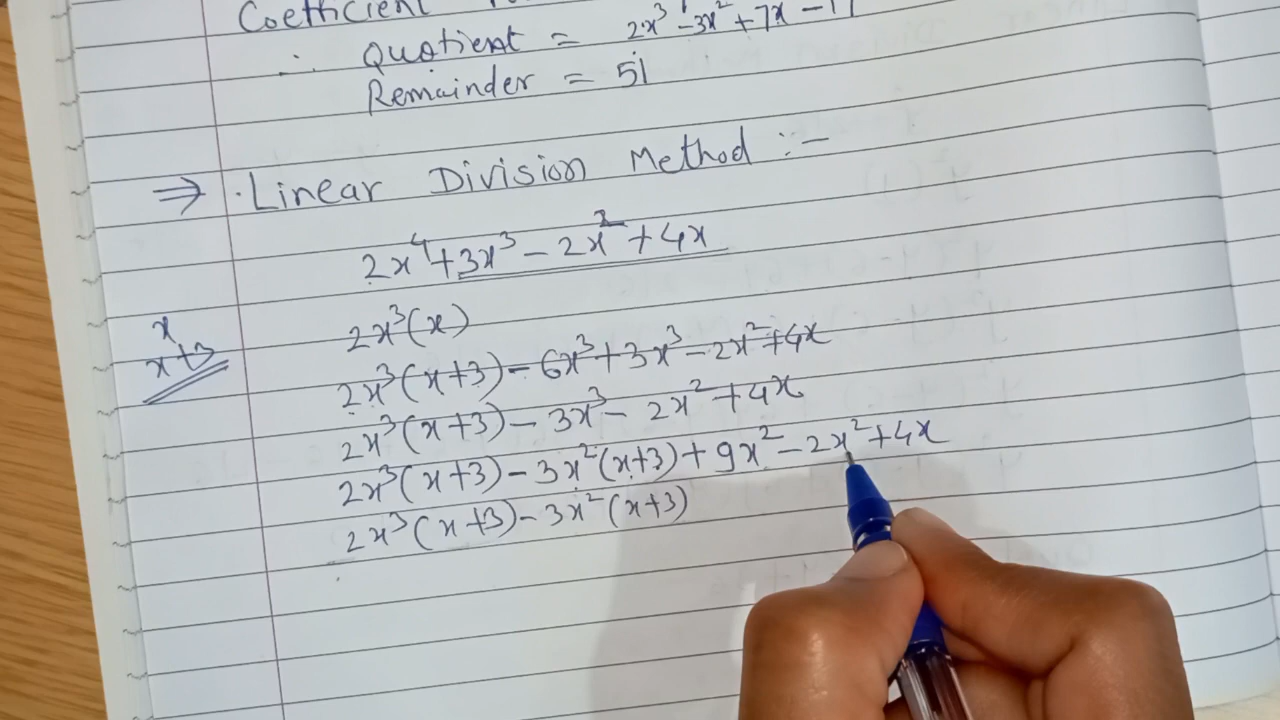 Coefficient
∴ Quotient = 2x³ - 3x² + 7x - 17
Remainder = 51
⇒ Linear Division Method :-
2x⁴ + 3x³ - 2x² + 4x
2x³(x)
x
x+3
2x³(x+3) - 6x³ + 3x³ - 2x² + 4x
2x³(x+3) - 3x³ - 2x² + 4x
2x³(x+3) - 3x²(x+3) + 9x² - 2x² + 4x
2x³(x+3) - 3x²(x+3)